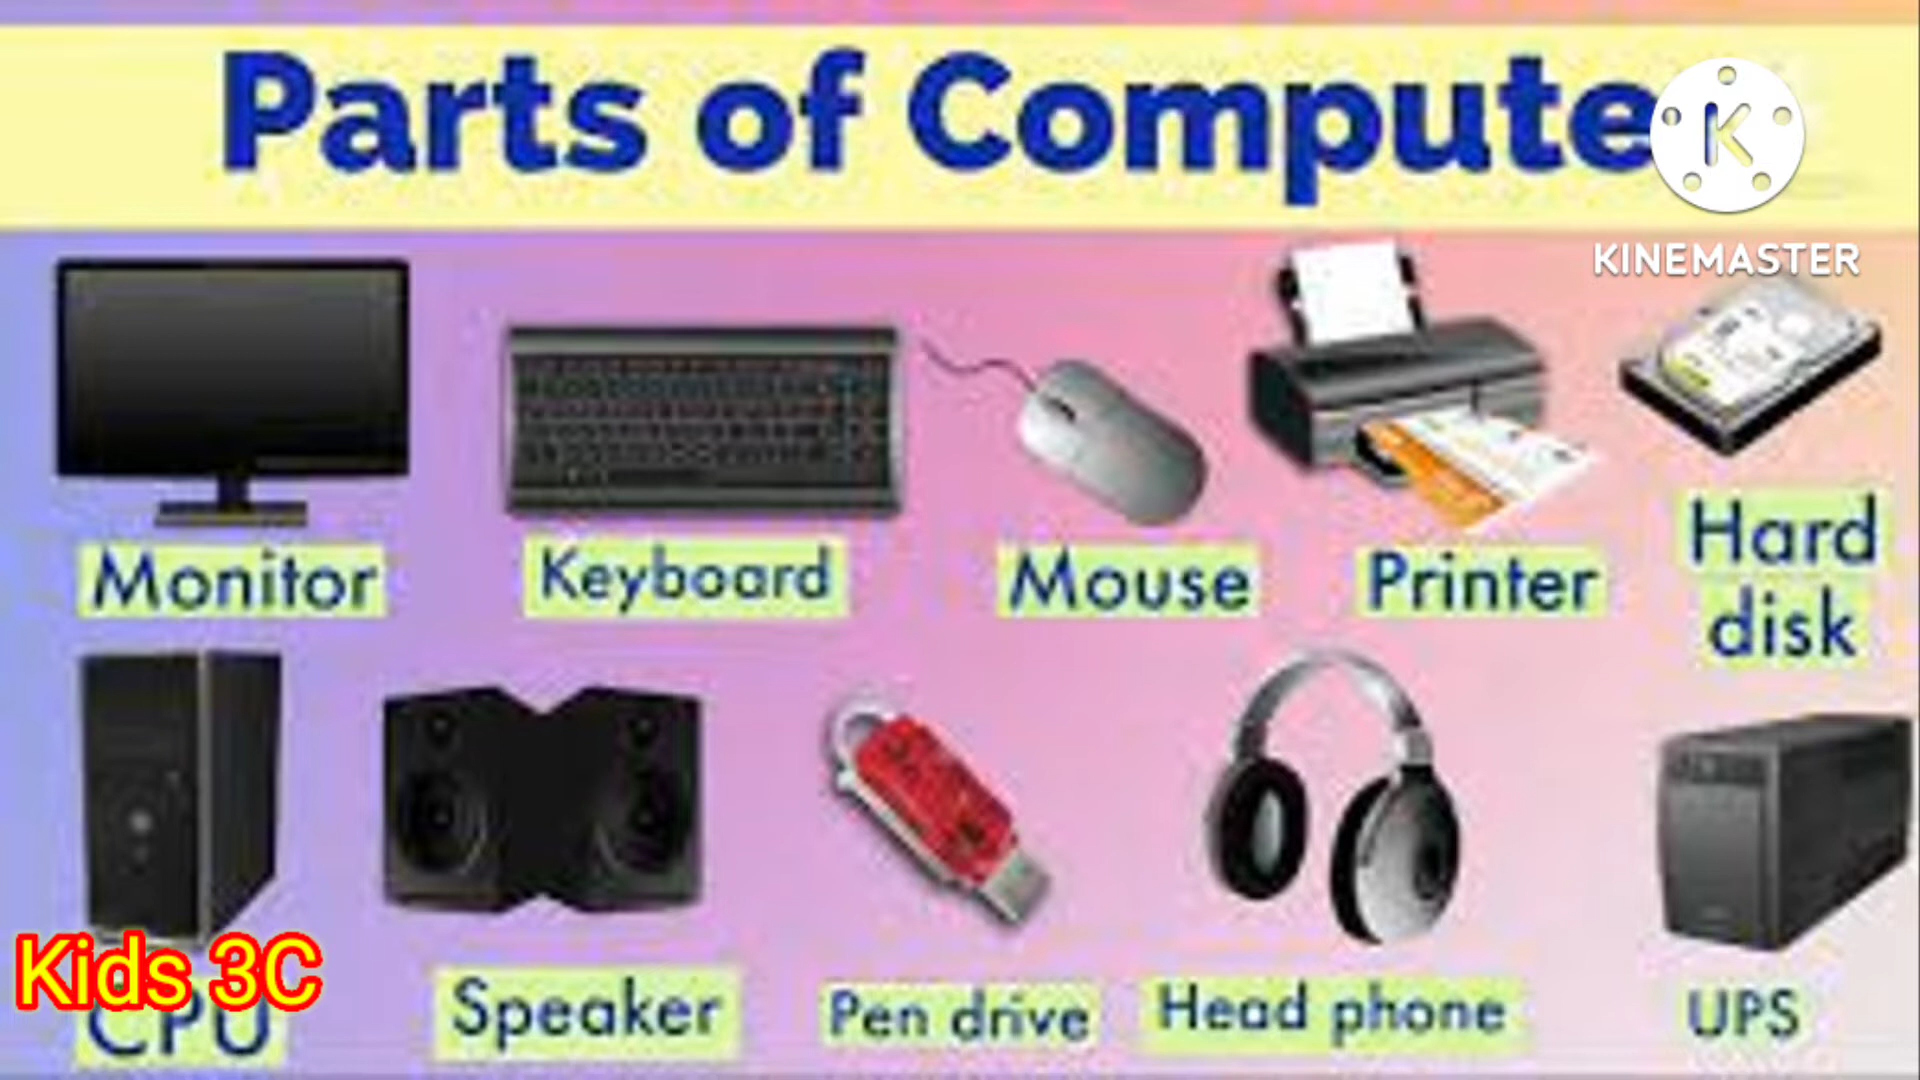 Parts of Compute
K
KINEMASTER
Monitor
Keyboard
Mouse
Printer
Hard
disk
Kids 3C
CPU
Speaker
Pen drive
Head phone
UPS